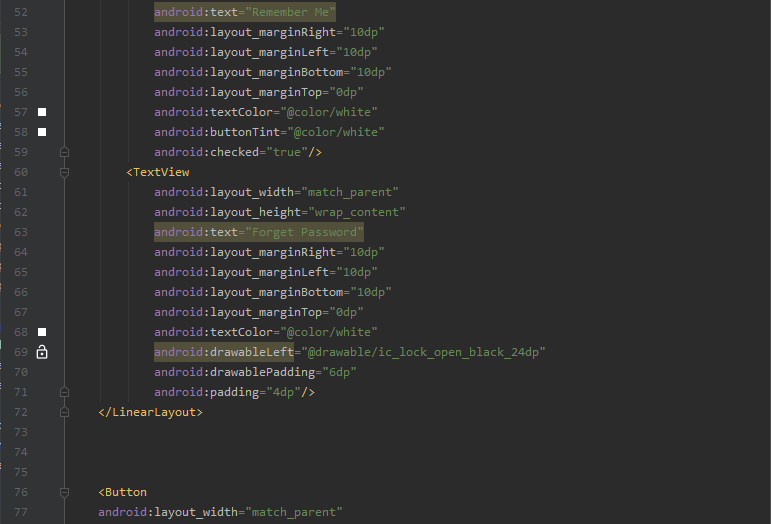 52 android:text="Remember Me"
53 android:layout_marginRight="10dp"
54 android:layout_marginLeft="10dp"
55 android:layout_marginBottom="10dp"
56 android:layout_marginTop="0dp"
57 android:textColor="@color/white"
58 android:buttonTint="@color/white"
59 android:checked="true"/>
60 <TextView
61 android:layout_width="match_parent"
62 android:layout_height="wrap_content"
63 android:text="Forget Password"
64 android:layout_marginRight="10dp"
65 android:layout_marginLeft="10dp"
66 android:layout_marginBottom="10dp"
67 android:layout_marginTop="0dp"
68 android:textColor="@color/white"
69 android:drawableLeft="@drawable/ic_lock_open_black_24dp"
70 android:drawablePadding="6dp"
71 android:padding="4dp"/>
72 </LinearLayout>
73
74
75
76 <Button
77 android:layout_width="match_parent"